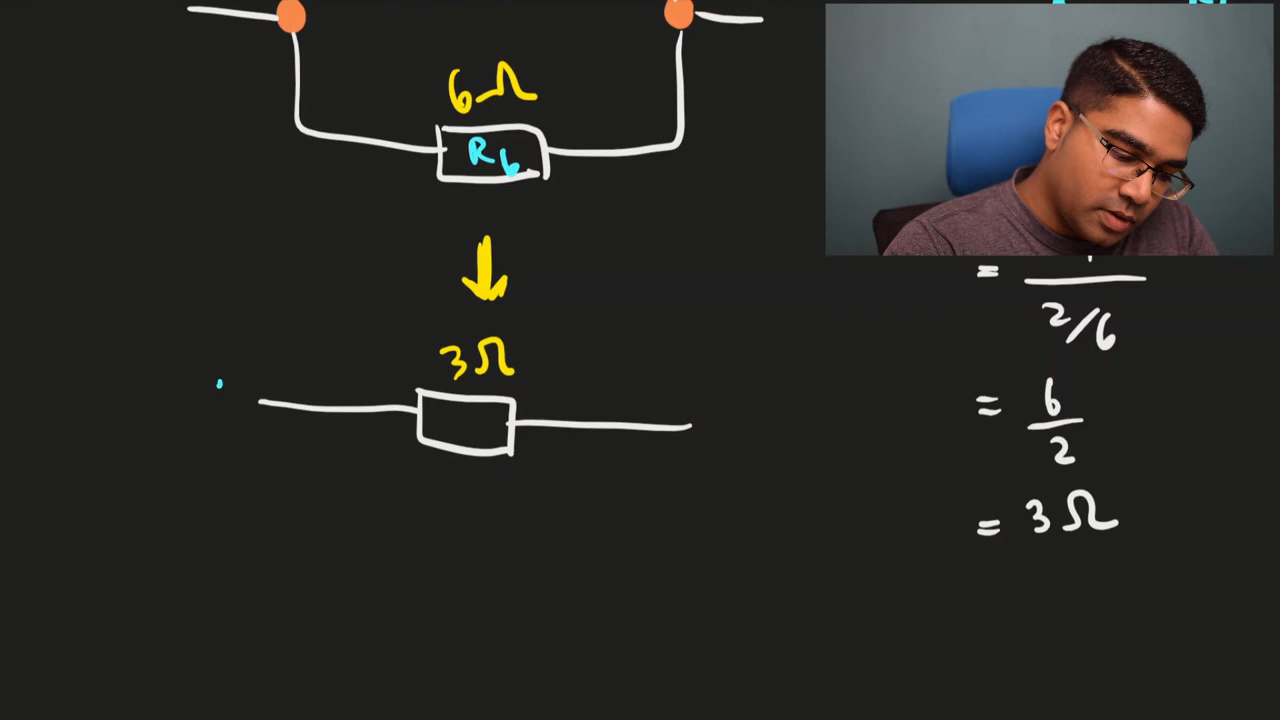 6Ω
R6
3Ω
=
2/6
= 6/2
= 3Ω